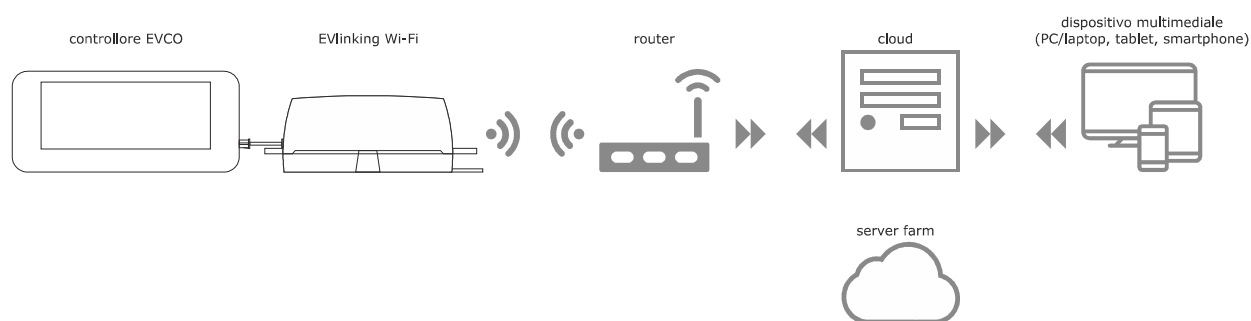 controllore EVCO
EVlinking Wi-Fi
router
cloud
dispositivo multimediale
(PC/laptop, tablet, smartphone)
server farm